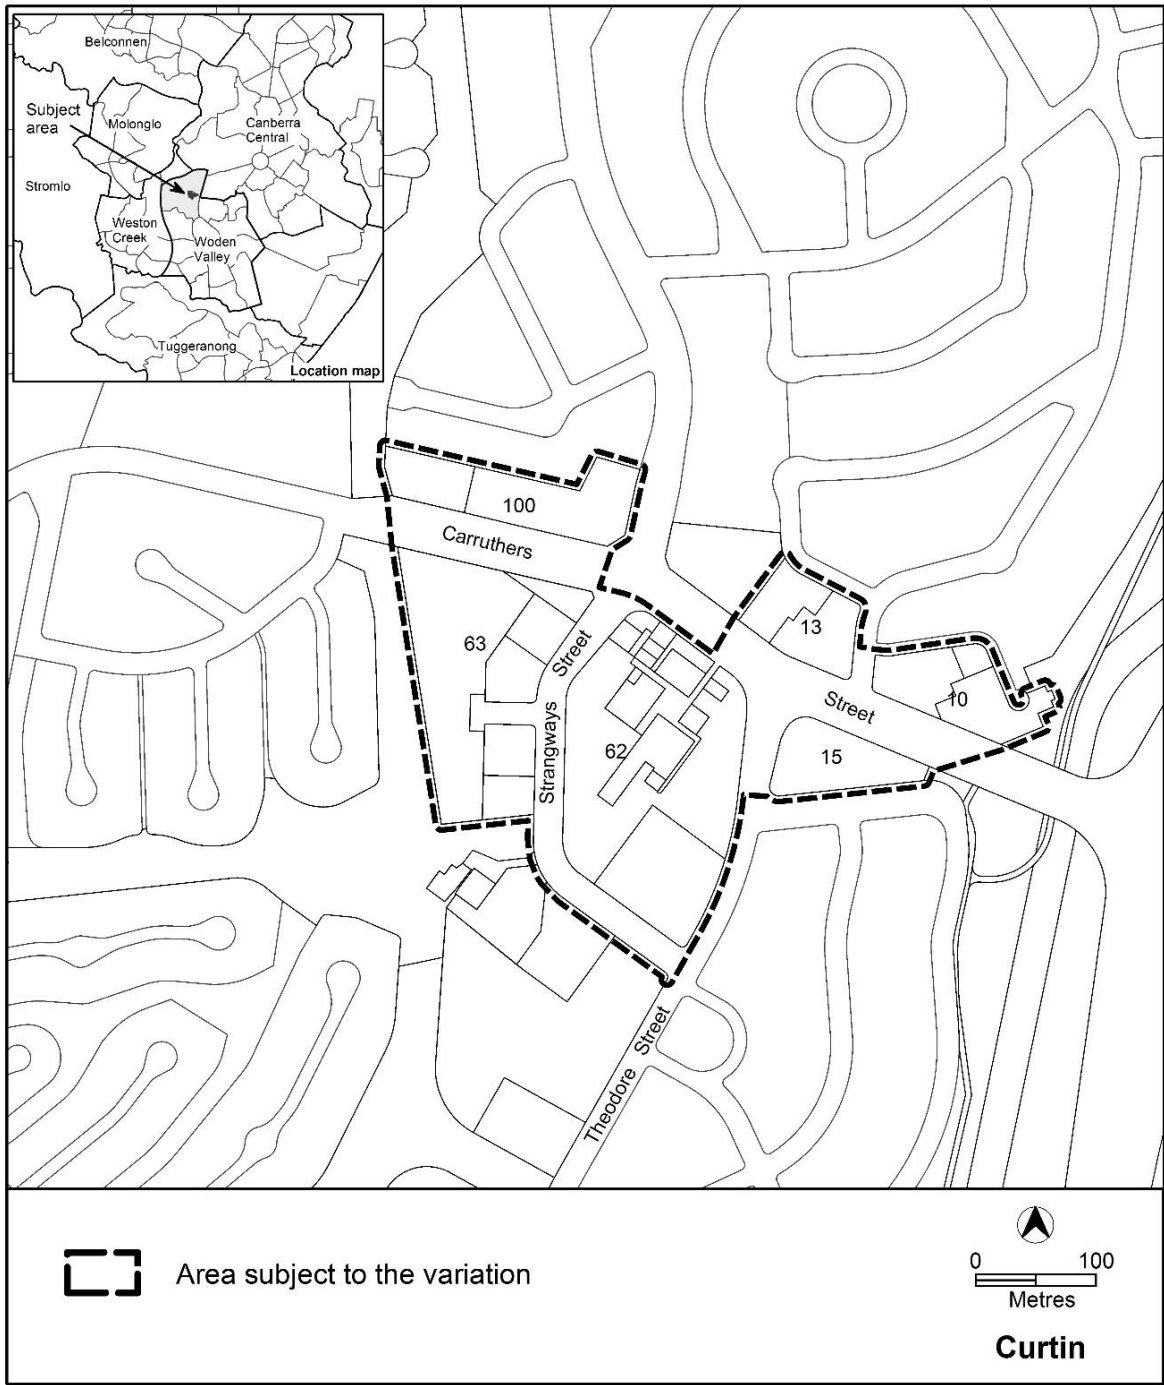 Belconnen
Subject
area
Molonglo
Canberra
Central
Stromlo
Weston
Creek
Woden
Valley
Tuggeranong
Location map
100
Carruthers
13
63
Street
10
Street
Strangways
62
15
Street
Theodore
Area subject to the variation
0 100
Metres
Curtin